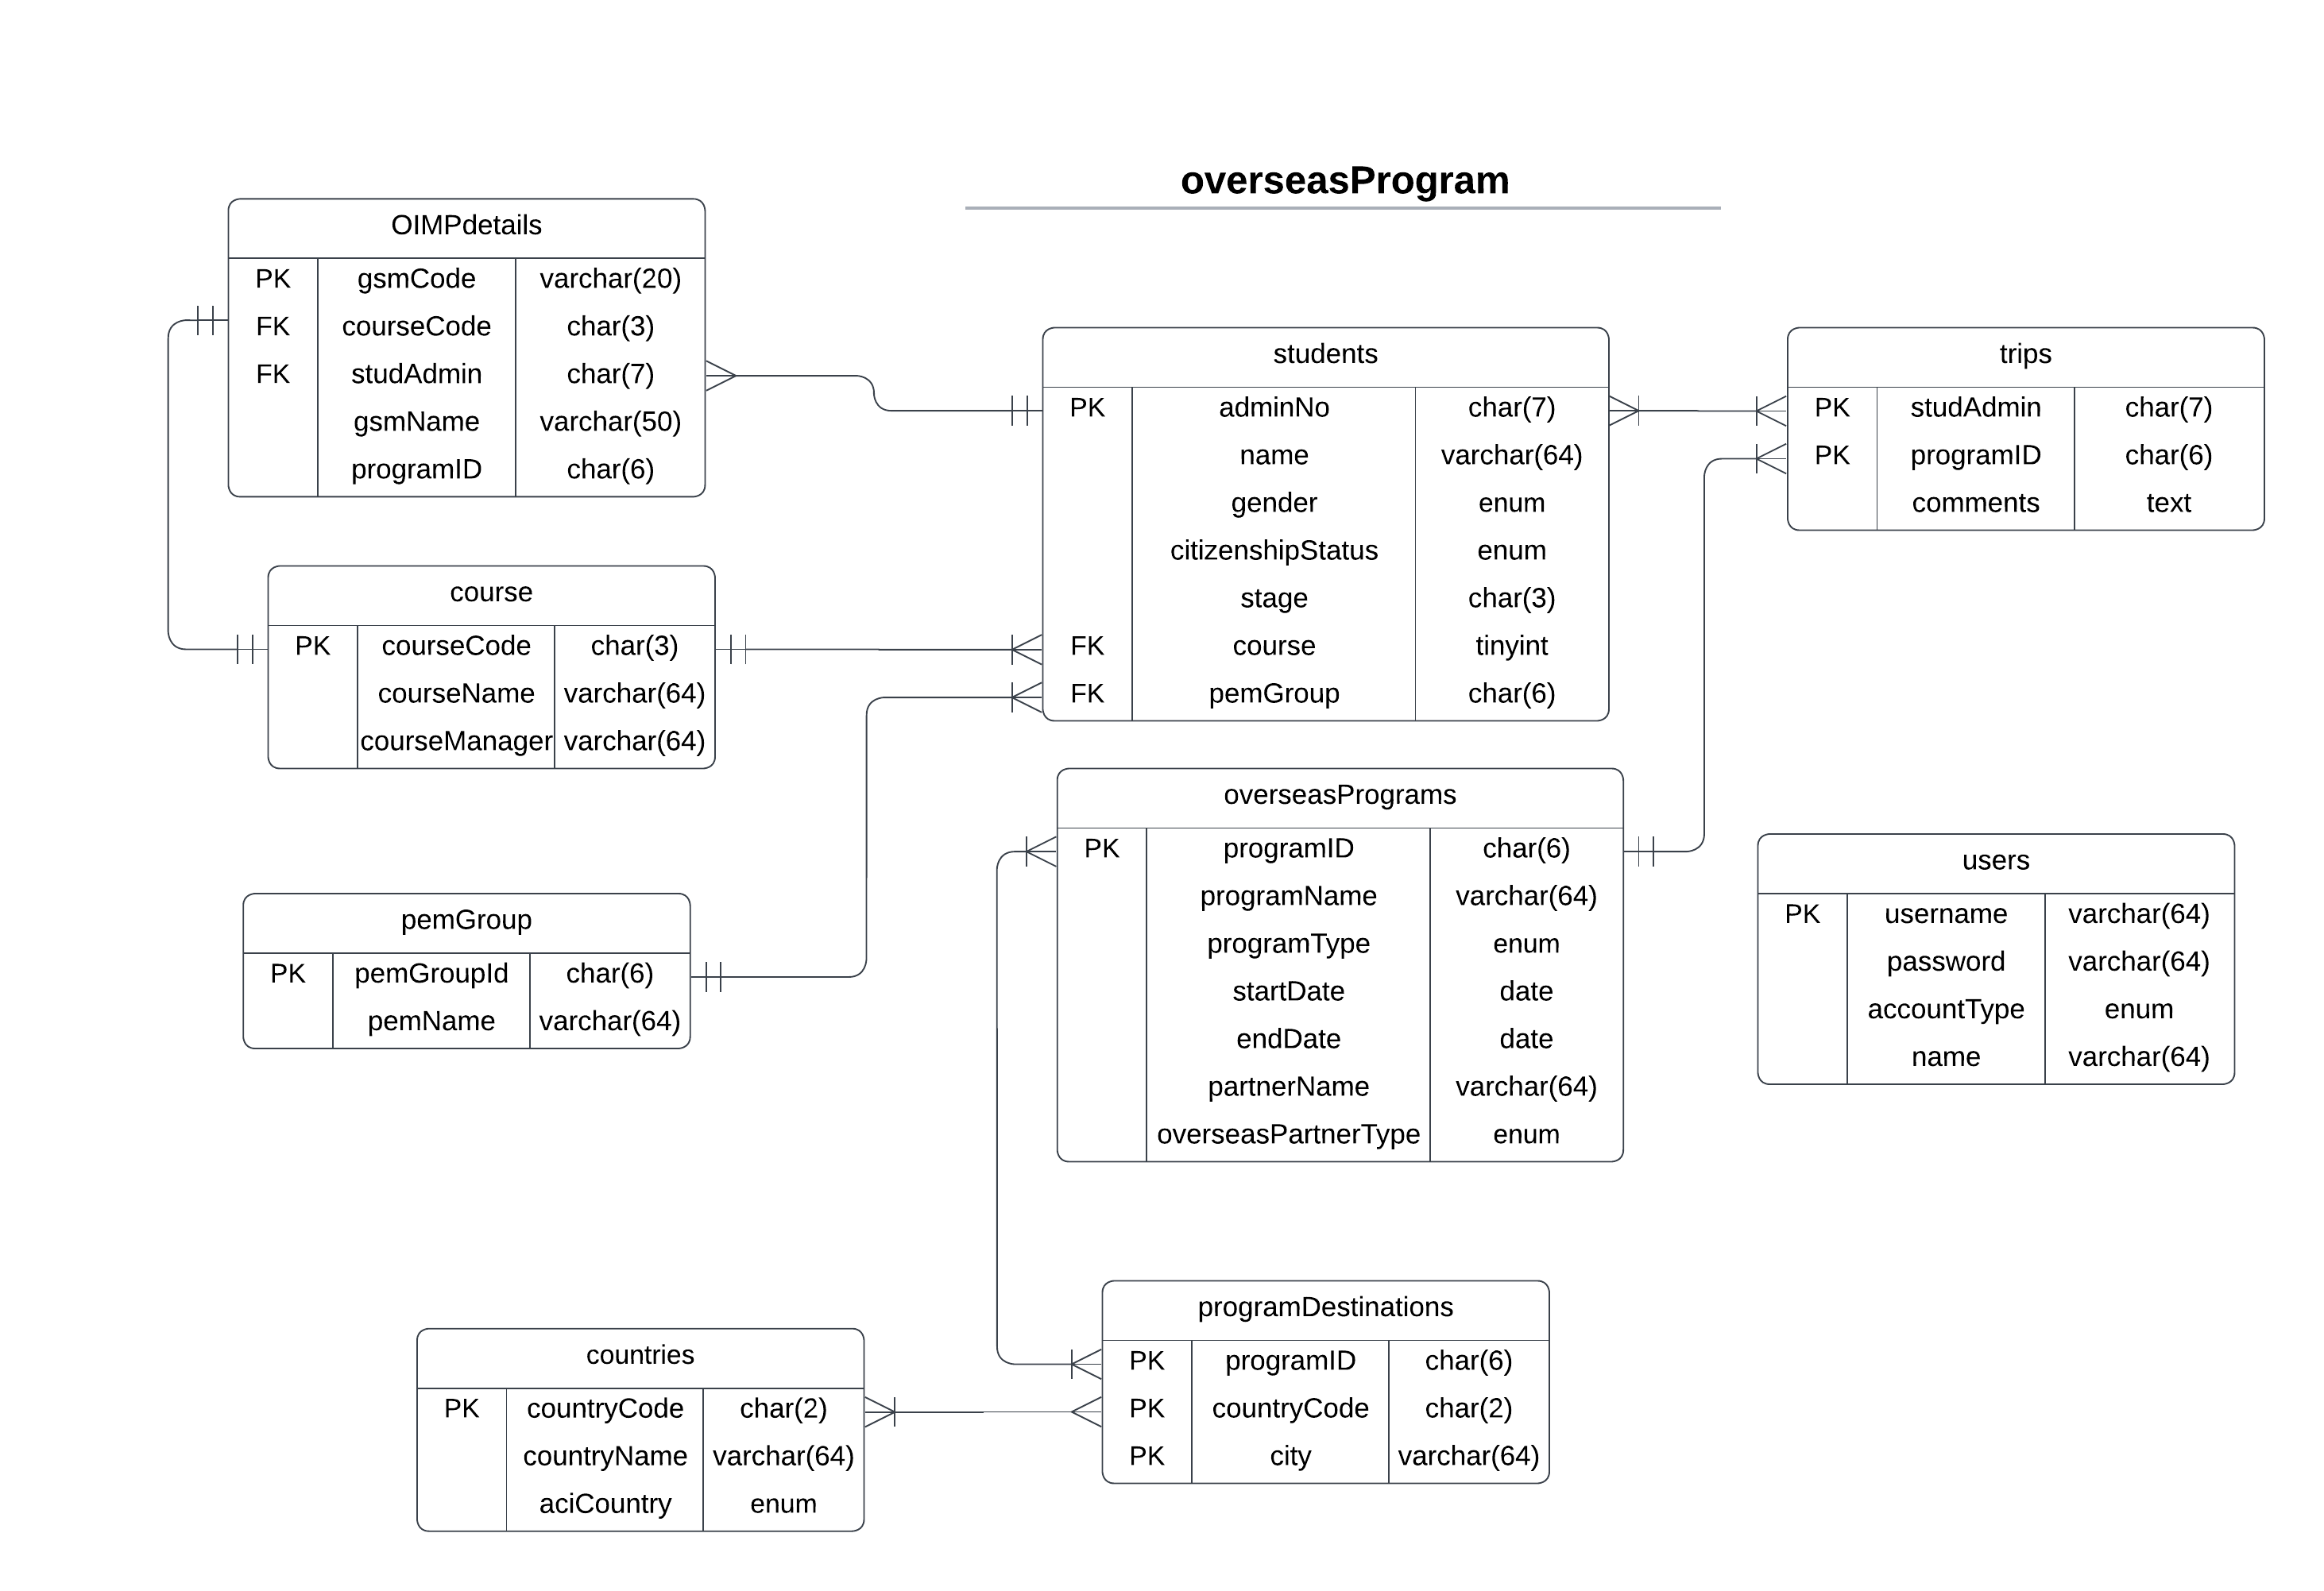 overseasProgram
OIMPdetails
PK gsmCode varchar(20)
FK courseCode char(3)
FK studAdmin char(7)
gsmName varchar(50)
programID char(6)
students
PK adminNo char(7)
name varchar(64)
gender enum
citizenshipStatus enum
stage char(3)
FK course tinyint
FK pemGroup char(6)
trips
PK studAdmin char(7)
PK programID char(6)
comments text
course
PK courseCode char(3)
courseName varchar(64)
courseManager varchar(64)
overseasPrograms
PK programID char(6)
programName varchar(64)
programType enum
startDate date
endDate date
partnerName varchar(64)
overseasPartnerType enum
users
PK username varchar(64)
password varchar(64)
accountType enum
name varchar(64)
pemGroup
PK pemGroupId char(6)
pemName varchar(64)
programDestinations
PK programID char(6)
PK countryCode char(2)
PK city varchar(64)
countries
PK countryCode char(2)
countryName varchar(64)
aciCountry enum